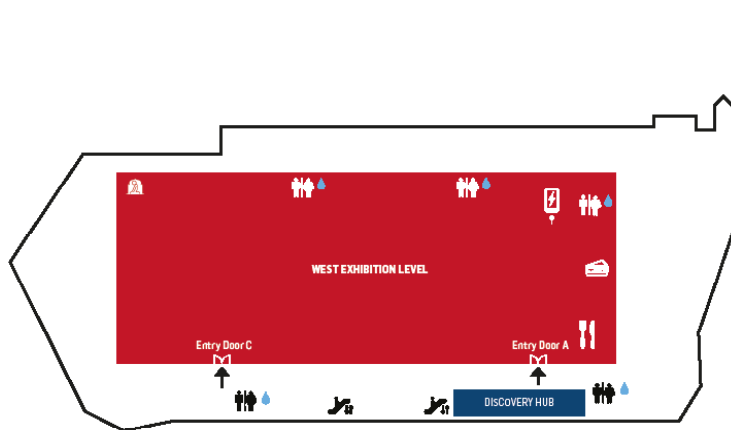 WEST EXHIBITION LEVEL
Entry Door C
Entry Door A
DISCOVERY HUB